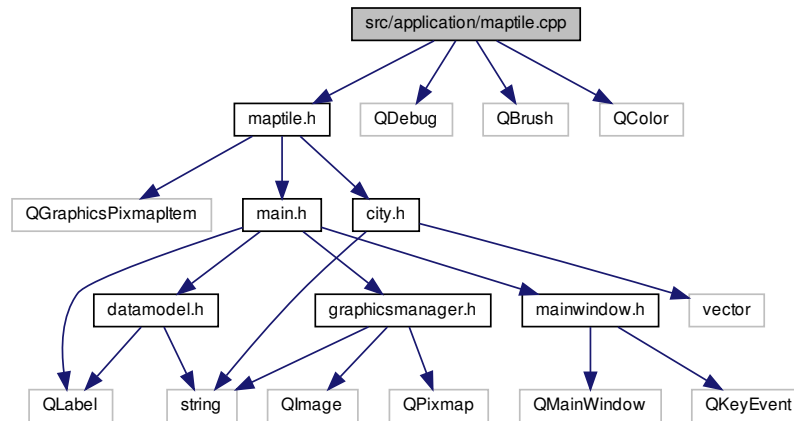 src/application/maptile.cpp
maptile.h
QDebug
QBrush
QColor
QGraphicsPixmapItem
main.h
city.h
datamodel.h
graphicsmanager.h
mainwindow.h
vector
QLabel
string
QImage
QPixmap
QMainWindow
QKeyEvent